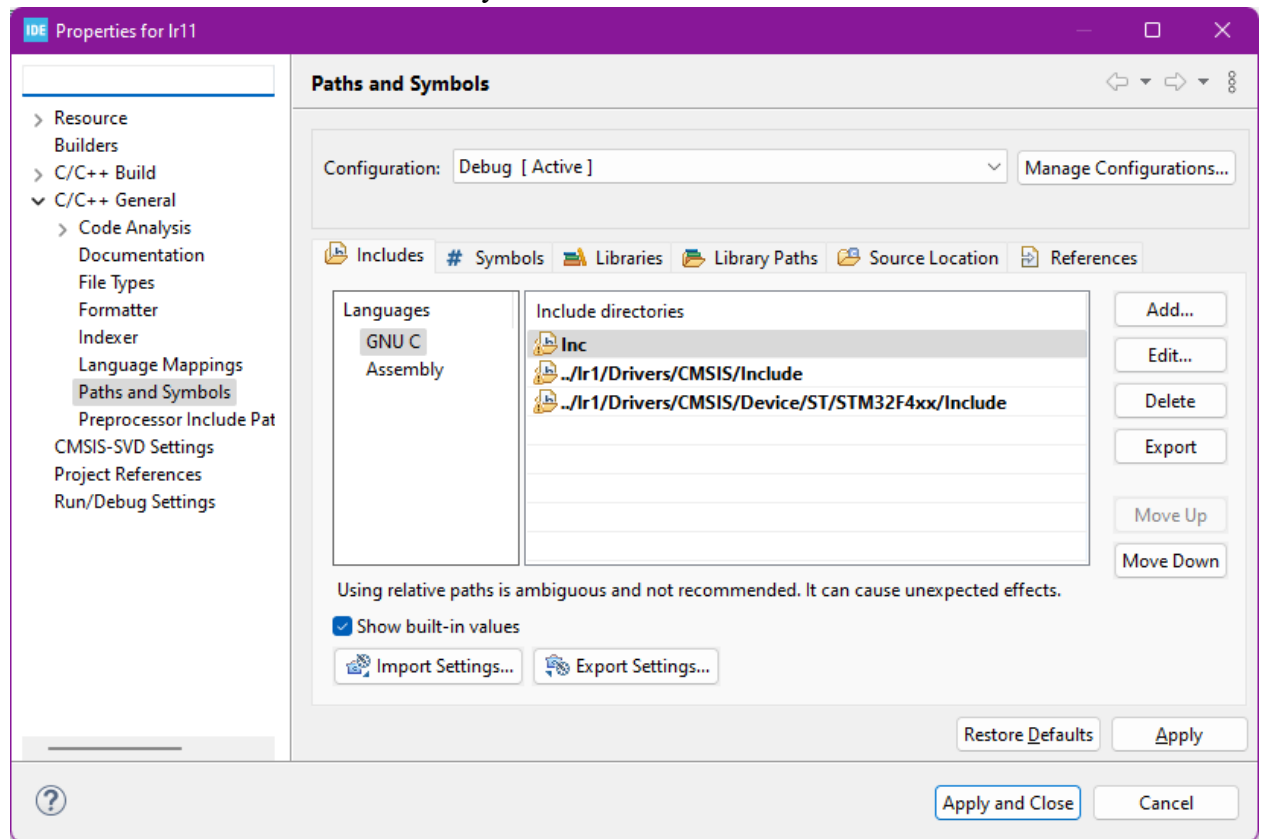 IDE Properties for lr11
Paths and Symbols
Resource
Builders
C/C++ Build
C/C++ General
Code Analysis
Documentation
File Types
Formatter
Indexer
Language Mappings
Paths and Symbols
Preprocessor Include Pat
CMSIS-SVD Settings
Project References
Run/Debug Settings
Configuration: Debug [ Active ] Manage Configurations...
Includes # Symbols Libraries Library Paths Source Location References
Languages
GNU C
Assembly
Include directories
Inc
../lr1/Drivers/CMSIS/Include
../lr1/Drivers/CMSIS/Device/ST/STM32F4xx/Include
Add...
Edit...
Delete
Export
Move Up
Move Down
Using relative paths is ambiguous and not recommended. It can cause unexpected effects.
Show built-in values
Import Settings... Export Settings...
Restore Defaults Apply
? Apply and Close Cancel